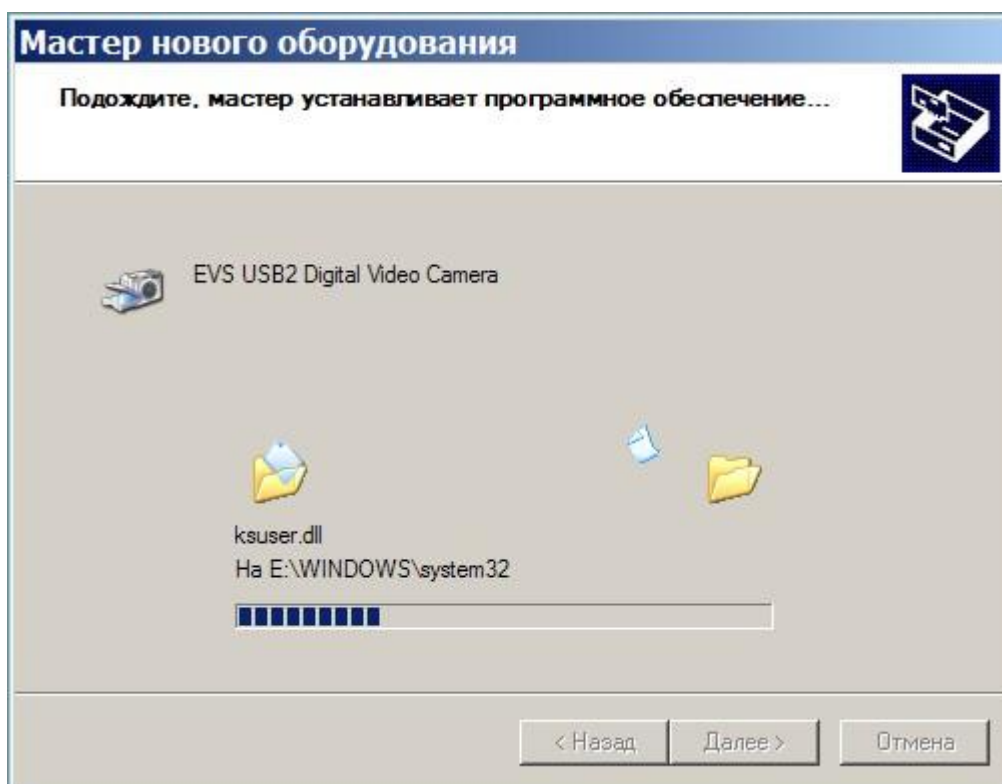 Мастер нового оборудования
Подождите, мастер устанавливает программное обеспечение...
EVS USB2 Digital Video Camera
ksuser.dll
На E:\WINDOWS\system32
< Назад
Далее >
Отмена